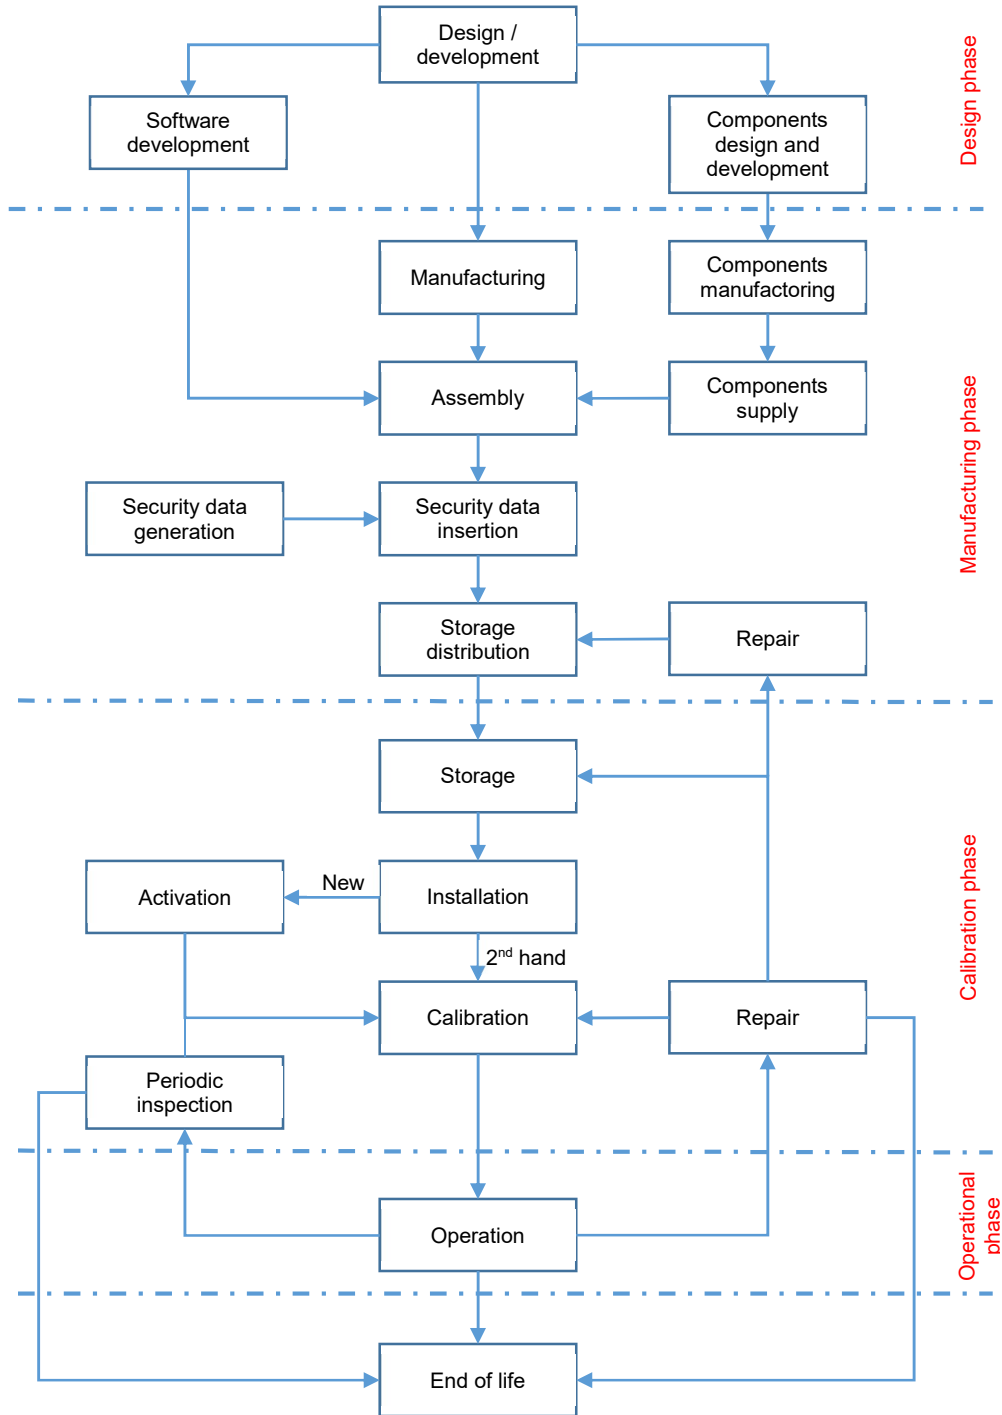 Design /
development
Software
development
Components
design and
development
Design phase
Manufacturing
Components
manufactoring
Assembly
Components
supply
Manufacturing phase
Security data
generation
Security data
insertion
Storage
distribution
Repair
Storage
Activation
New
Installation
2nd hand
Calibration phase
Calibration
Repair
Periodic
inspection
Operation
Operational
phase
End of life